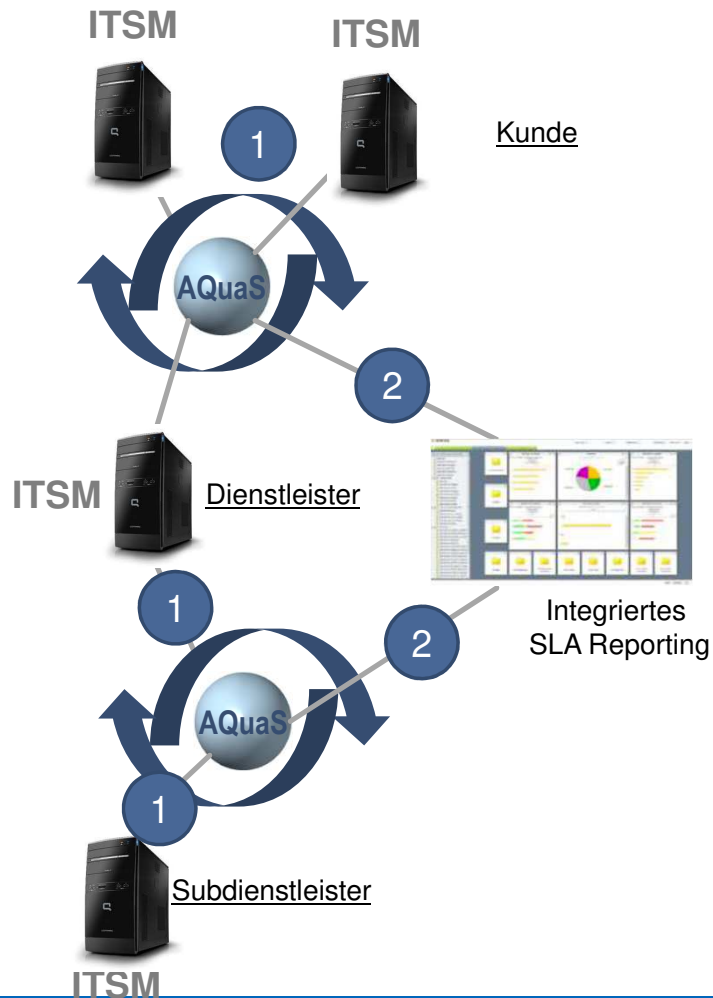 ITSM
ITSM
1
Kunde
AQuaS
2
ITSM
Dienstleister
1
Integriertes
SLA Reporting
2
AQuaS
1
Subdienstleister
ITSM